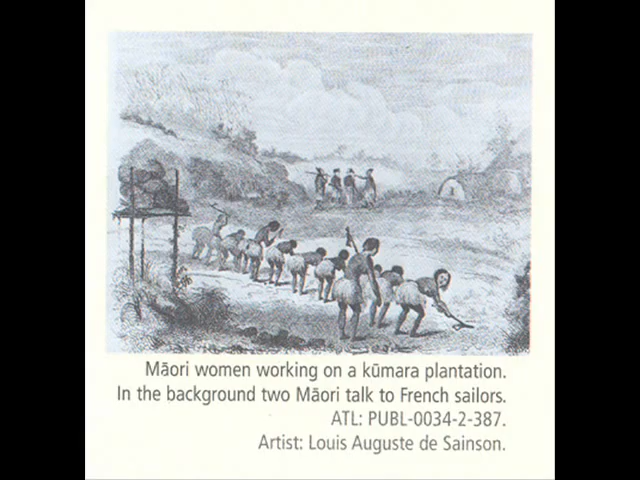 Māori women working on a kūmara plantation.
In the background two Māori talk to French sailors.
ATL: PUBL-0034-2-387.
Artist: Louis Auguste de Sainson.